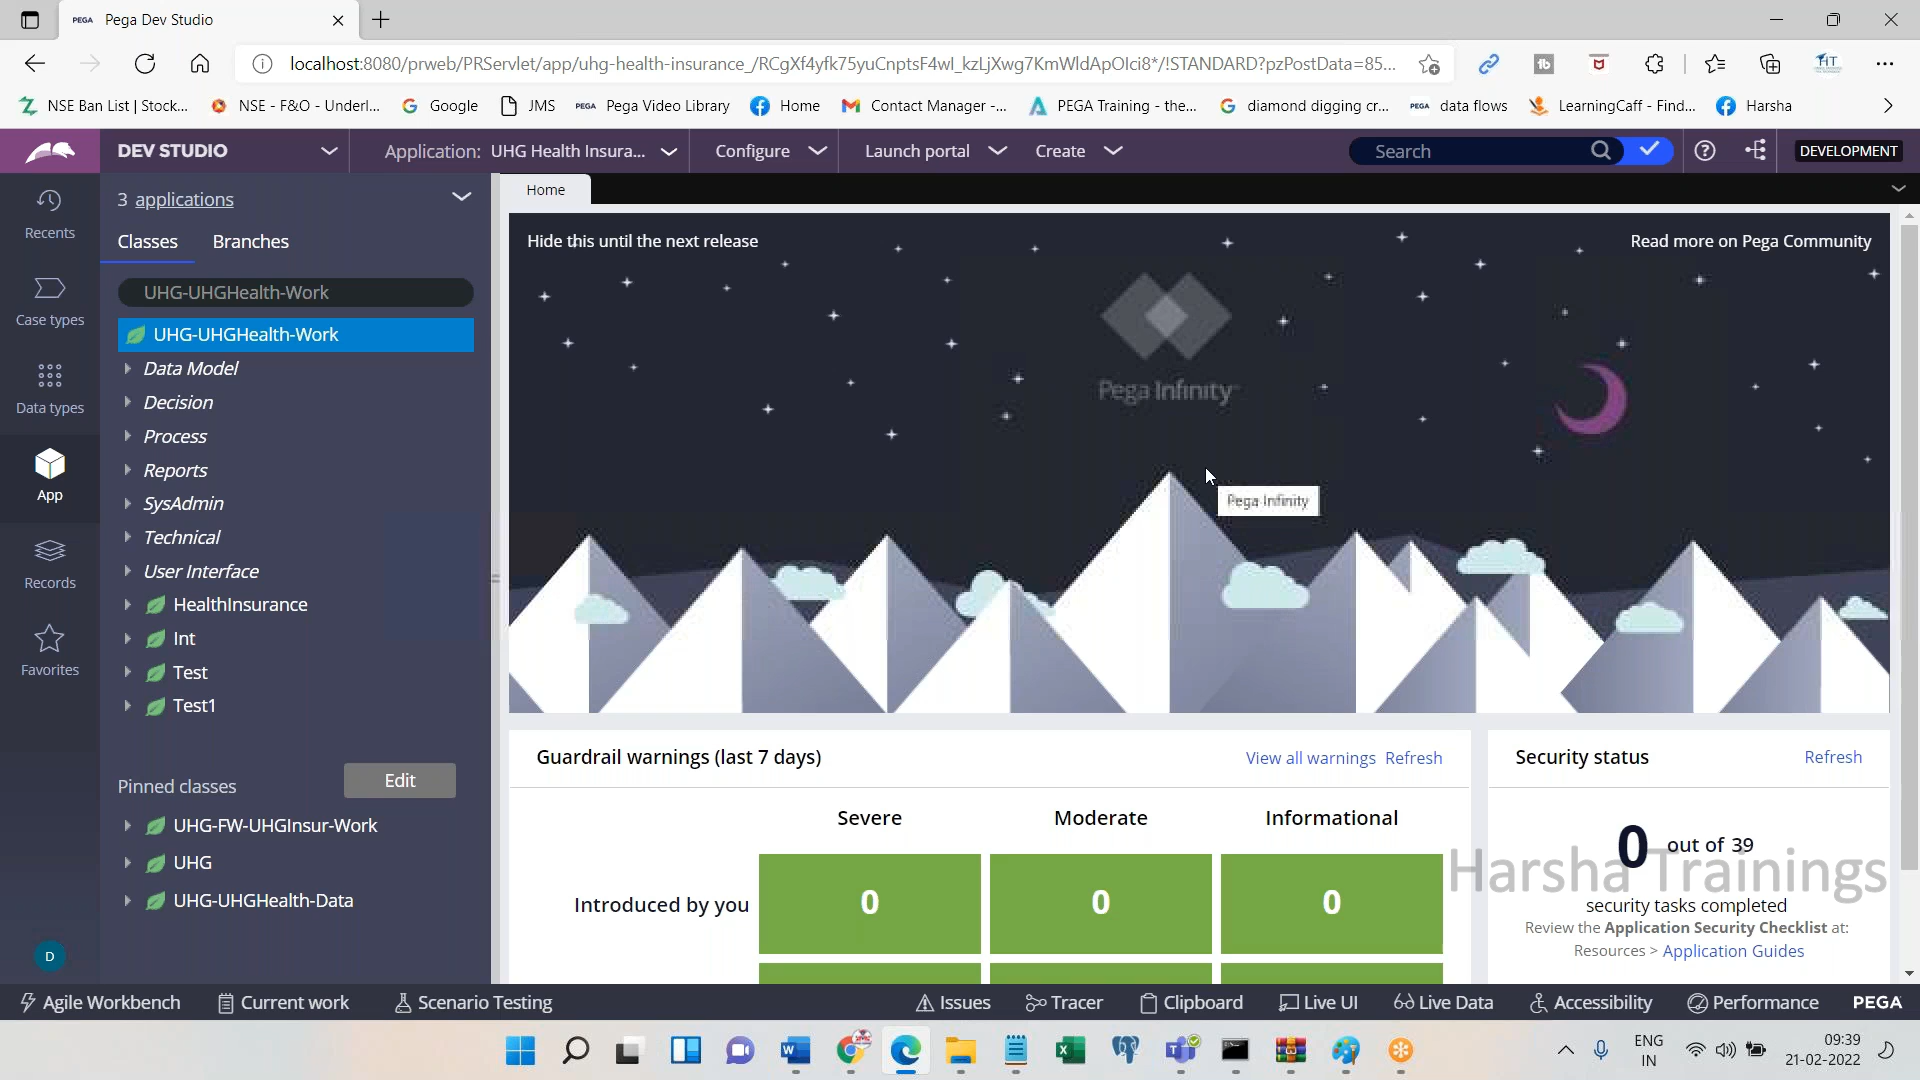 PEGA Pega Dev Studio
localhost:8080/prweb/PRServlet/app/uhg-health-insurance_/RCgXf4yfk75yuCnptsF4wl_kzLjXwg7KmWldApOlci8*/!STANDARD?pzPostData=85...
NSE Ban List | Stock... NSE - F&O - Underl... Google JMS PEGA Pega Video Library Home Contact Manager -... PEGA Training - the... diamond digging cr... PEGA data flows LearningCaff - Find... Harsha
DEV STUDIO Application: UHG Health Insura... Configure Launch portal Create Search DEVELOPMENT
Recents
Case types
Data types
App
Records
Favorites
D
3 applications
Classes Branches
UHG-UHGHealth-Work
UHG-UHGHealth-Work
Data Model
Decision
Process
Reports
SysAdmin
Technical
User Interface
HealthInsurance
Int
Test
Test1
Pinned classes Edit
UHG-FW-UHGInsur-Work
UHG
UHG-UHGHealth-Data
Home
Hide this until the next release Read more on Pega Community
Pega Infinity
Pega Infinity
Guardrail warnings (last 7 days) View all warnings Refresh
Severe Moderate Informational
Introduced by you 0 0 0
Security status Refresh
0 out of 39
Harsha Trainings
security tasks completed
Review the Application Security Checklist at:
Resources > Application Guides
Agile Workbench Current work Scenario Testing Issues Tracer Clipboard Live UI Live Data Accessibility Performance PEGA
ENG
IN
09:39
21-02-2022